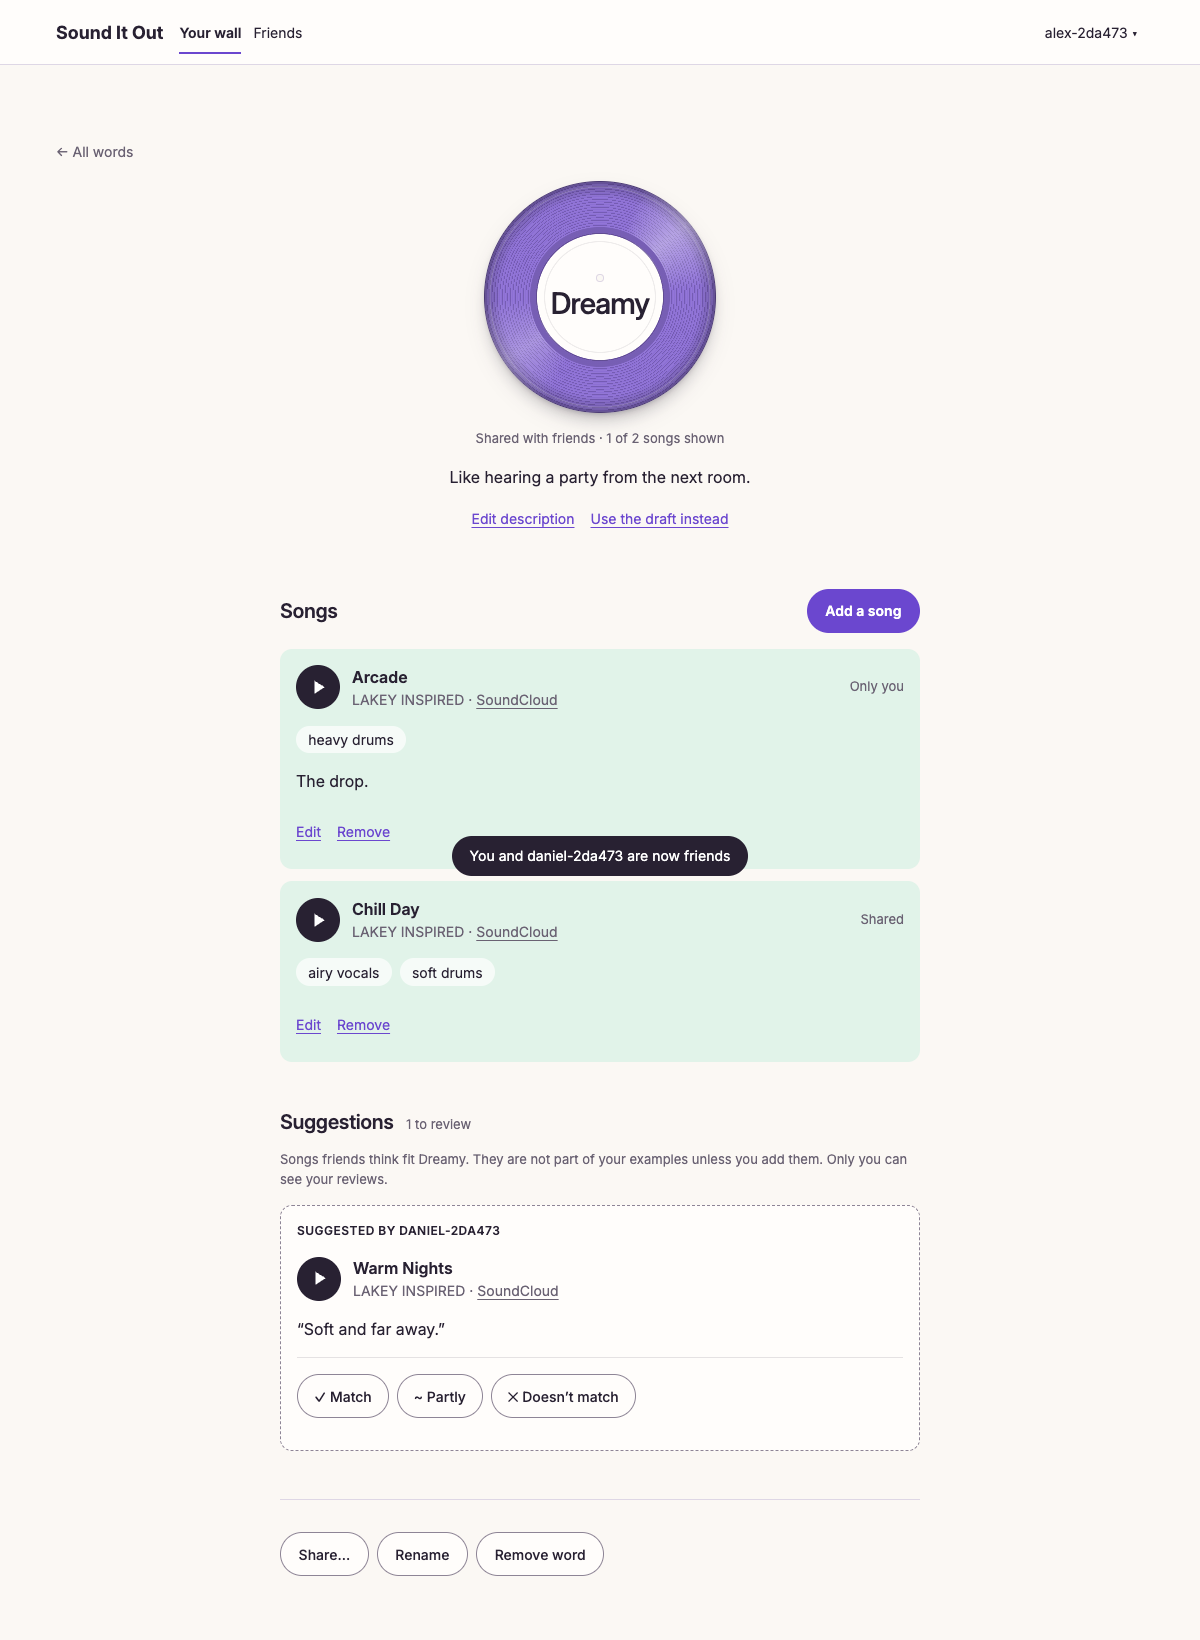 Sound It Out Your wall Friends alex-2da473 ▾
← All words
Dreamy
Shared with friends · 1 of 2 songs shown
Like hearing a party from the next room.
Edit description Use the draft instead
Songs Add a song
Arcade
LAKEY INSPIRED · SoundCloud
Only you
heavy drums
The drop.
Edit Remove
You and daniel-2da473 are now friends
Chill Day
LAKEY INSPIRED · SoundCloud
Shared
airy vocals soft drums
Edit Remove
Suggestions 1 to review
Songs friends think fit Dreamy. They are not part of your examples unless you add them. Only you can
see your reviews.
SUGGESTED BY DANIEL-2DA473
Warm Nights
LAKEY INSPIRED · SoundCloud
“Soft and far away.”
✓ Match ~ Partly ✕ Doesn’t match
Share… Rename Remove word